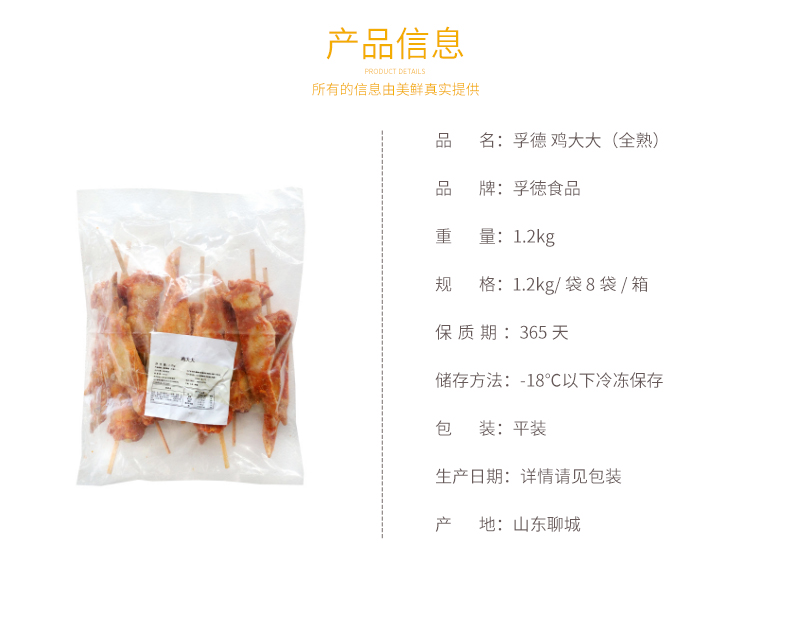 产品信息
PRODUCT DETAILS
所有的信息由美鲜真实提供
品 名：孚德 鸡大大（全熟）
品 牌：孚徳食品
重 量：1.2kg
规 格：1.2kg/ 袋 8 袋 / 箱
保 质 期 ：365 天
储存方法：-18℃以下冷冻保存
包 装：平装
生产日期：详情请见包装
产 地：山东聊城
鸡大大